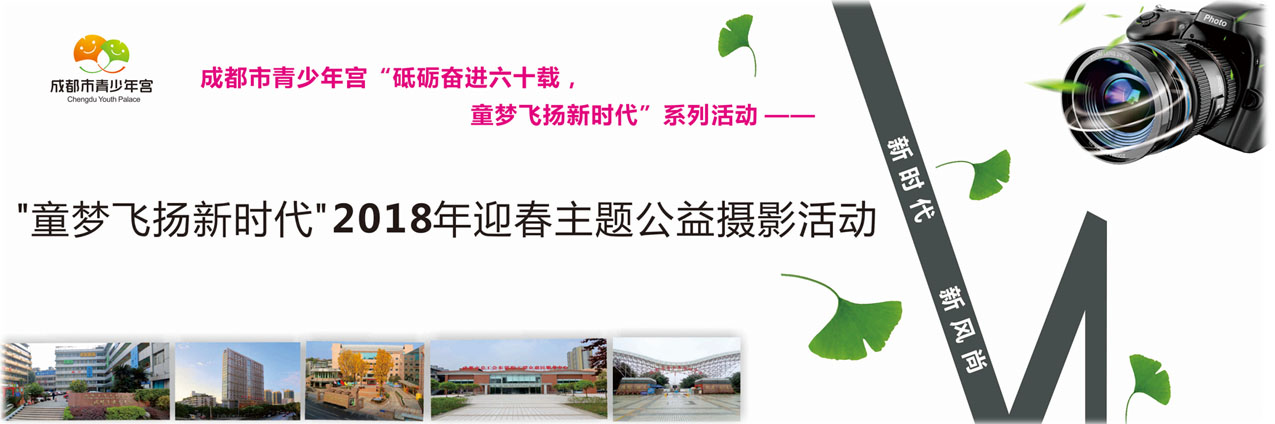 成都市青少年宫
Chengdu Youth Palace
成都市青少年宫“砥砺奋进六十载，
童梦飞扬新时代”系列活动 ——
"童梦飞扬新时代"2018年迎春主题公益摄影活动
新时代 新风尚
Photo